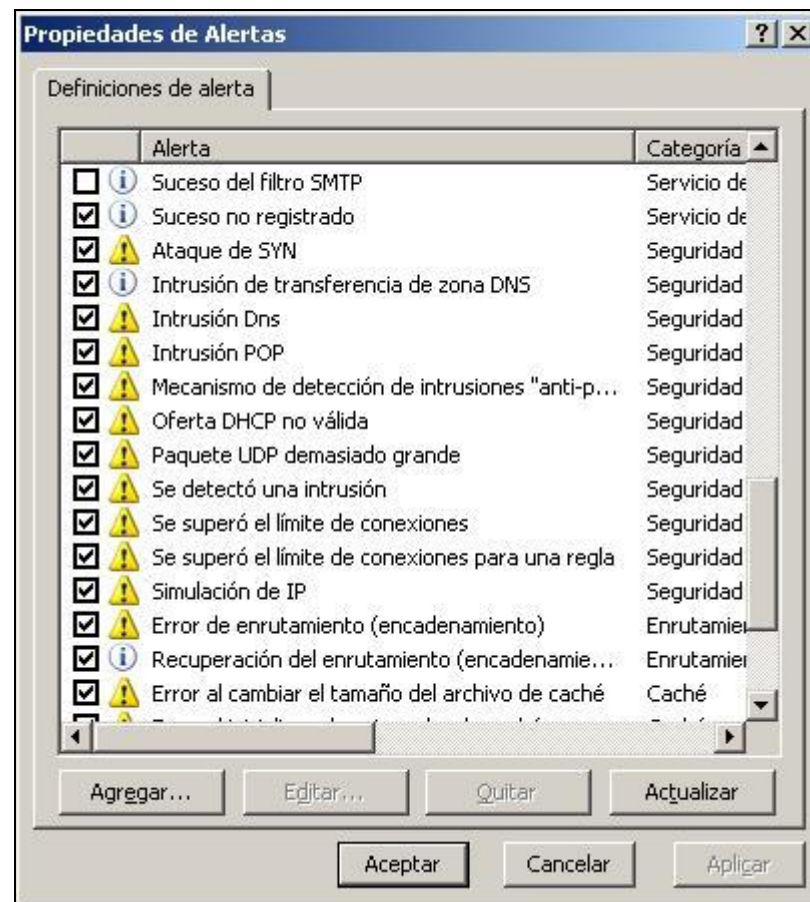 Propiedades de Alertas
Definiciones de alerta
Alerta Categoría
Suceso del filtro SMTP Servicio de
Suceso no registrado Servicio de
Ataque de SYN Seguridad
Intrusión de transferencia de zona DNS Seguridad
Intrusión Dns Seguridad
Intrusión POP Seguridad
Mecanismo de detección de intrusiones "anti-p... Seguridad
Oferta DHCP no válida Seguridad
Paquete UDP demasiado grande Seguridad
Se detectó una intrusión Seguridad
Se superó el límite de conexiones Seguridad
Se superó el límite de conexiones para una regla Seguridad
Simulación de IP Seguridad
Error de enrutamiento (encadenamiento) Enrutamier
Recuperación del enrutamiento (encadenamie... Enrutamier
Error al cambiar el tamaño del archivo de caché Caché
Agregar... Editar... Quitar Actualizar
Aceptar Cancelar Aplicar